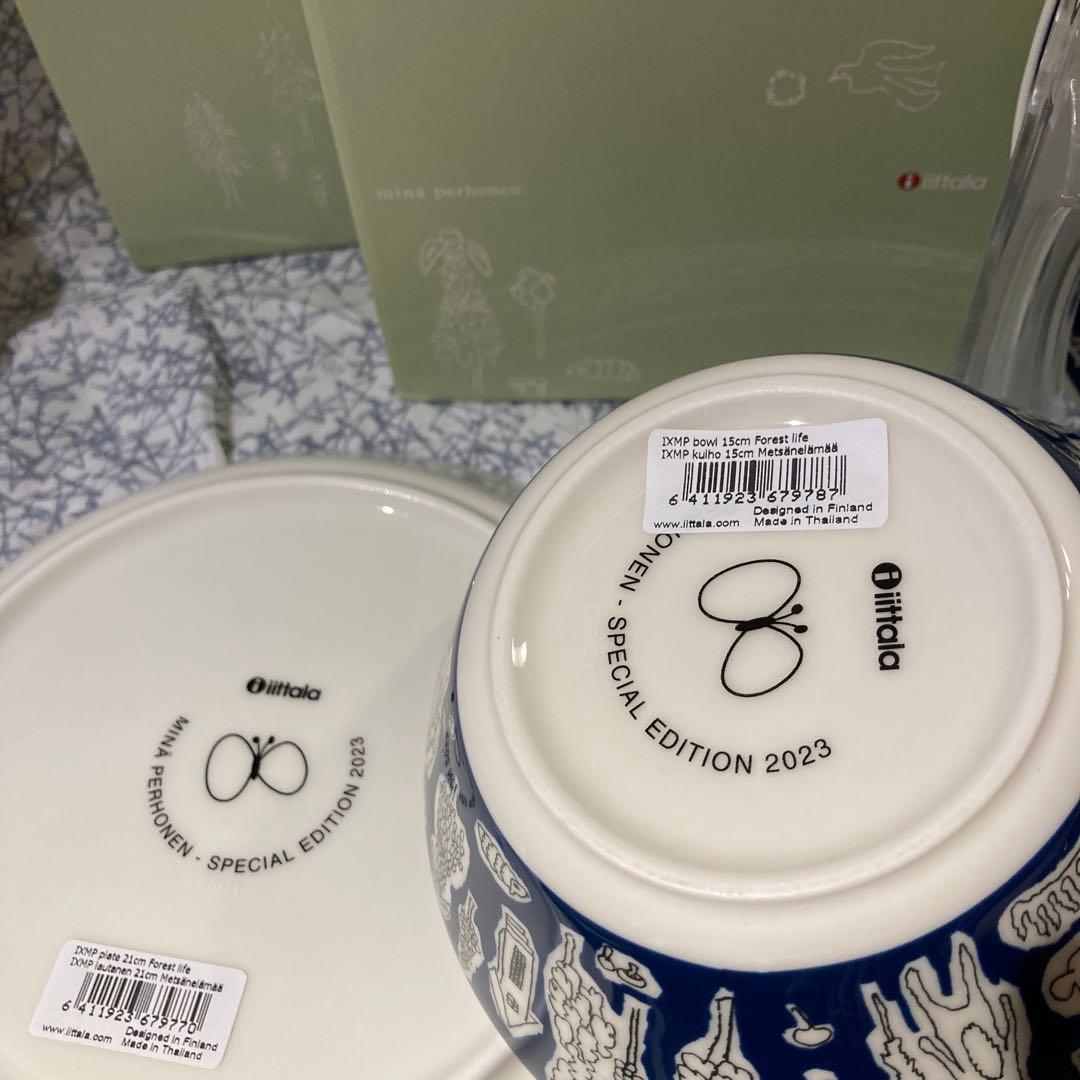 minä perhonen
iittala
IXMP bowl 15cm Forest life
IXMP kulho 15cm Metsänelämää
6 411923 679787
Designed in Finland
www.iittala.com Made in Thailand
HONEN - SPECIAL EDITION 2023
iittala
iittala
MINÄ PERHONEN - SPECIAL EDITION 2023
IXMP plate 21cm Forest life
IXMP lautanen 21cm Metsänelämää
6 411923 679770
Designed in Finland
www.iittala.com Made in Thailand